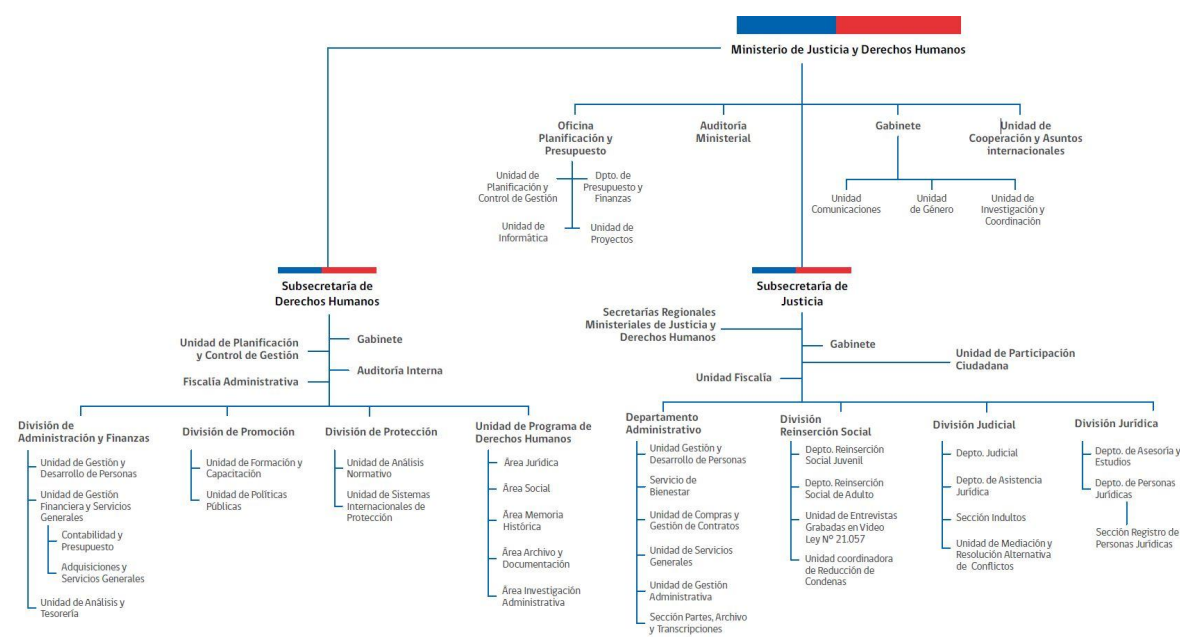 Ministerio de Justicia y Derechos Humanos
Oficina
Planificación y
Presupuesto
Auditoría
Ministerial
Gabinete
Unidad de
Cooperación y Asuntos
internacionales
Unidad de
Planificación y
Control de Gestión
Dpto. de
Presupuesto y
Finanzas
Unidad de
Informática
Unidad de
Proyectos
Unidad
Comunicaciones
Unidad
de Género
Unidad de
Investigación y
Coordinación
Subsecretaría de
Derechos Humanos
Unidad de Planificación
y Control de Gestión
Gabinete
Fiscalía Administrativa
Auditoría Interna
División de
Administración y Finanzas
Unidad de Gestión y
Desarrollo de Personas
Unidad de Gestión
Financiera y Servicios
Generales
Contabilidad y
Presupuesto
Adquisiciones y
Servicios Generales
Unidad de Análisis y
Tesorería
División de Promoción
Unidad de Formación y
Capacitación
Unidad de Políticas
Públicas
División de Protección
Unidad de Análisis
Normativo
Unidad de Sistemas
Internacionales de
Protección
Unidad de Programa de
Derechos Humanos
Área Jurídica
Área Social
Área Memoria
Histórica
Área Archivo y
Documentación
Área Investigación
Administrativa
Subsecretaría de
Justicia
Secretarías Regionales
Ministeriales de Justicia y
Derechos Humanos
Gabinete
Unidad de Participación
Ciudadana
Unidad Fiscalía
Departamento
Administrativo
Unidad Gestión y
Desarrollo de Personas
Servicio de
Bienestar
Unidad de Compras y
Gestión de Contratos
Unidad de Servicios
Generales
Unidad de Gestión
Administrativa
Sección Partes, Archivo
y Transcripciones
División
Reinserción Social
Depto. Reinserción
Social Juvenil
Depto. Reinserción
Social de Adulto
Unidad de Entrevistas
Grabadas en Video
Ley Nº 21.057
Unidad coordinadora
de Reducción de
Condenas
División Judicial
Depto. Judicial
Depto. de Asistencia
Jurídica
Sección Indultos
Unidad de Mediación y
Resolución Alternativa
de Conflictos
División Jurídica
Depto. de Asesoría y
Estudios
Depto. de Personas
Jurídicas
Sección Registro de
Personas Jurídicas